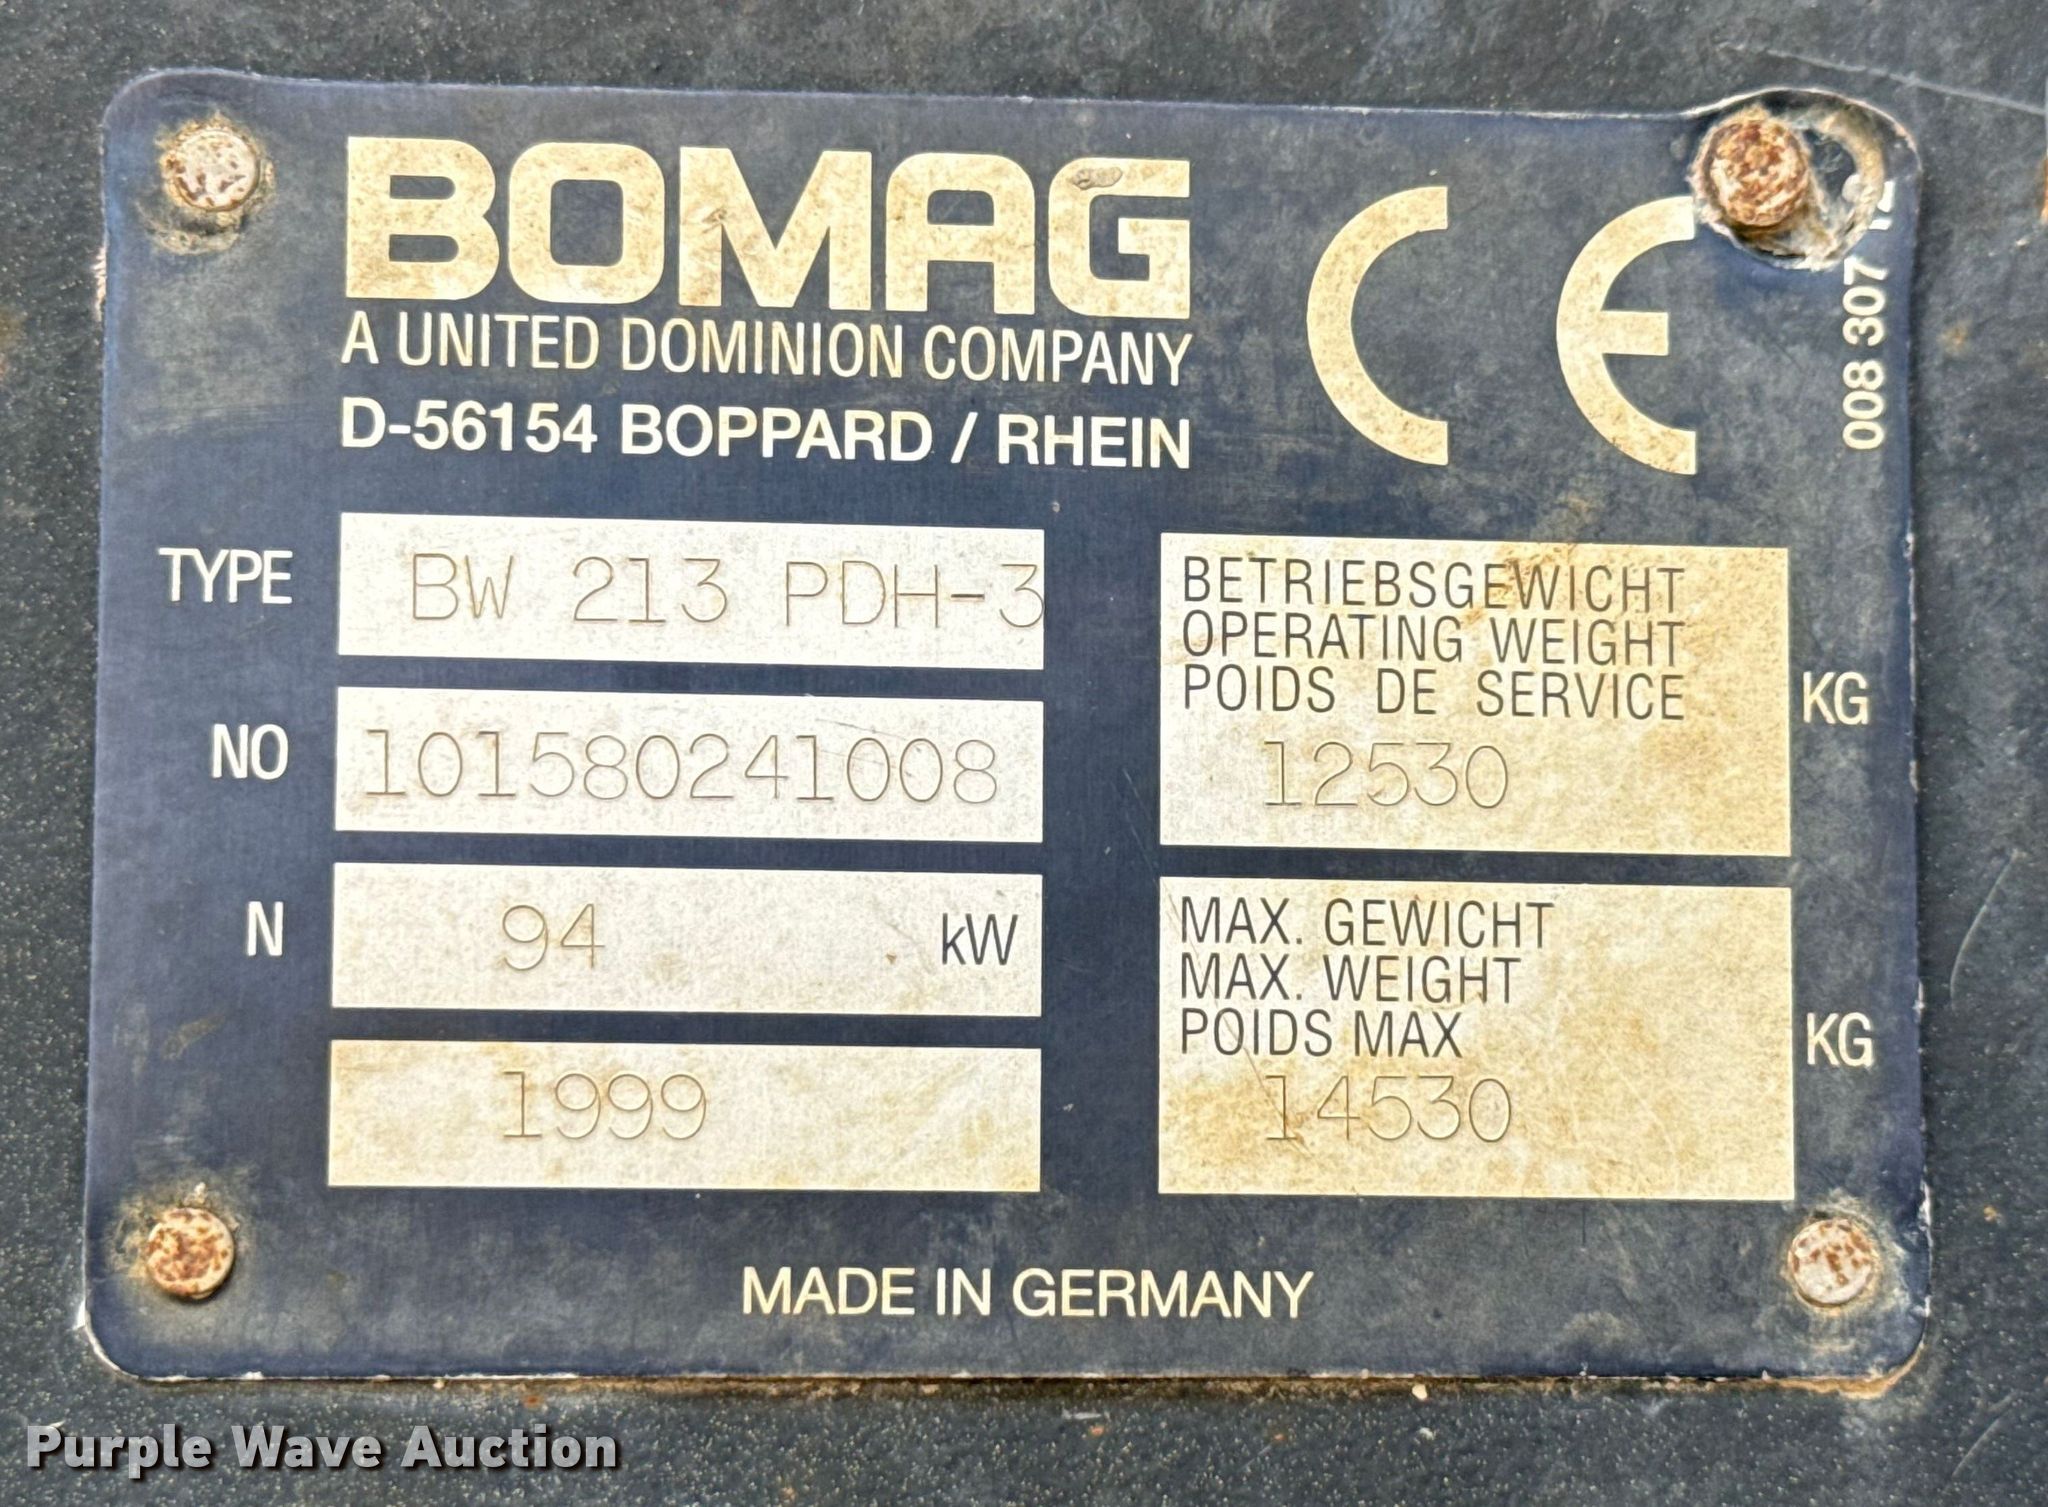 BOMAG
A UNITED DOMINION COMPANY
D-56154 BOPPARD / RHEIN
CE
008 307
TYPE BW 213 PDH-3
NO 101580241008
N 94 kW
1999
BETRIEBSGEWICHT
OPERATING WEIGHT
POIDS DE SERVICE
12530 KG
MAX. GEWICHT
MAX. WEIGHT
POIDS MAX
14530 KG
MADE IN GERMANY
Purple Wave Auction